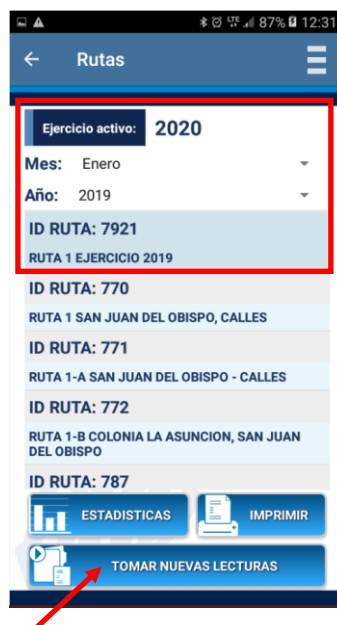 87% 12:31
Rutas
Ejercicio activo: 2020
Mes: Enero
Año: 2019
ID RUTA: 7921
RUTA 1 EJERCICIO 2019
ID RUTA: 770
RUTA 1 SAN JUAN DEL OBISPO, CALLES
ID RUTA: 771
RUTA 1-A SAN JUAN DEL OBISPO - CALLES
ID RUTA: 772
RUTA 1-B COLONIA LA ASUNCION, SAN JUAN
DEL OBISPO
ID RUTA: 787
ESTADISTICAS IMPRIMIR
TOMAR NUEVAS LECTURAS